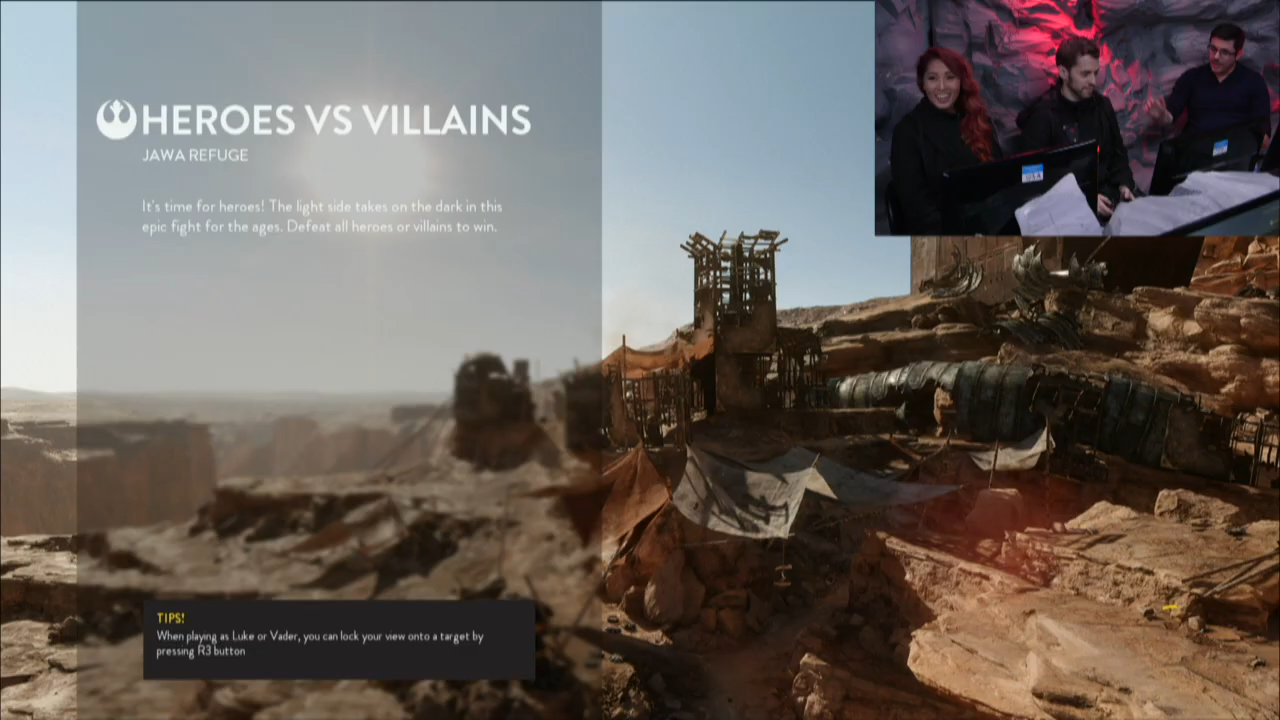 HEROES VS VILLAINS
JAWA REFUGE
It's time for heroes! The light side takes on the dark in this
epic fight for the ages. Defeat all heroes or villains to win.
TIPS!
When playing as Luke or Vader, you can lock your view onto a target by
pressing R3 button